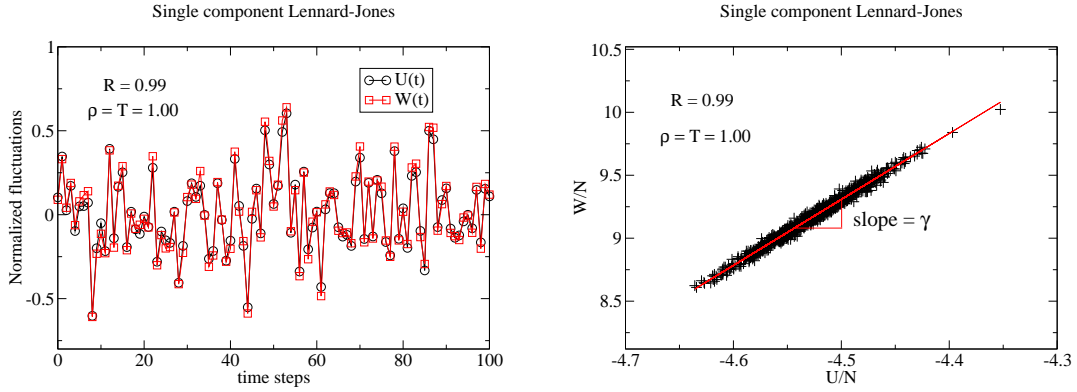 Single component Lennard-Jones
1
0.5
0
-0.5
Normalized fluctuations
R = 0.99
ρ = T = 1.00
U(t)
W(t)
0 20 40 60 80 100
time steps
Single component Lennard-Jones
10.5
10
9.5
9
8.5
W/N
R = 0.99
ρ = T = 1.00
slope = γ
-4.7 -4.6 -4.5 -4.4 -4.3
U/N